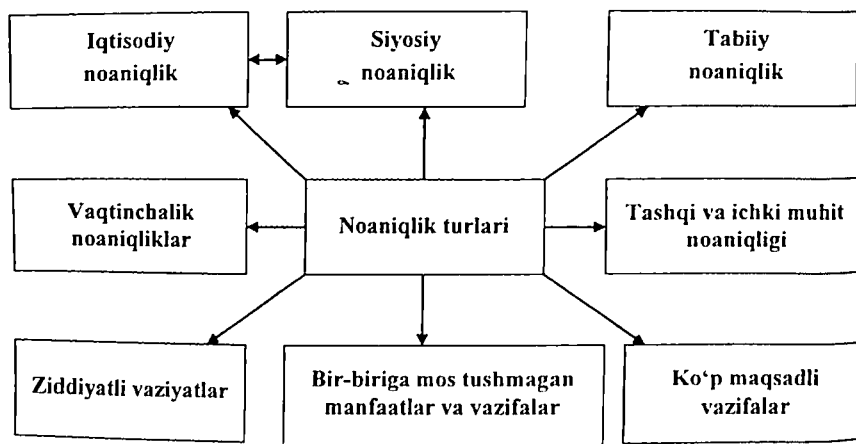 Iqtisodiy
noaniqlik
Siyosiy
noaniqlik
Tabiiy
noaniqlik
Vaqtinchalik
noaniqliklar
Noaniqlik turlari
Tashqi va ichki muhit
noaniqligi
Ziddiyatli vaziyatlar
Bir-biriga mos tushmagan
manfaatlar va vazifalar
Ko‘p maqsadli
vazifalar